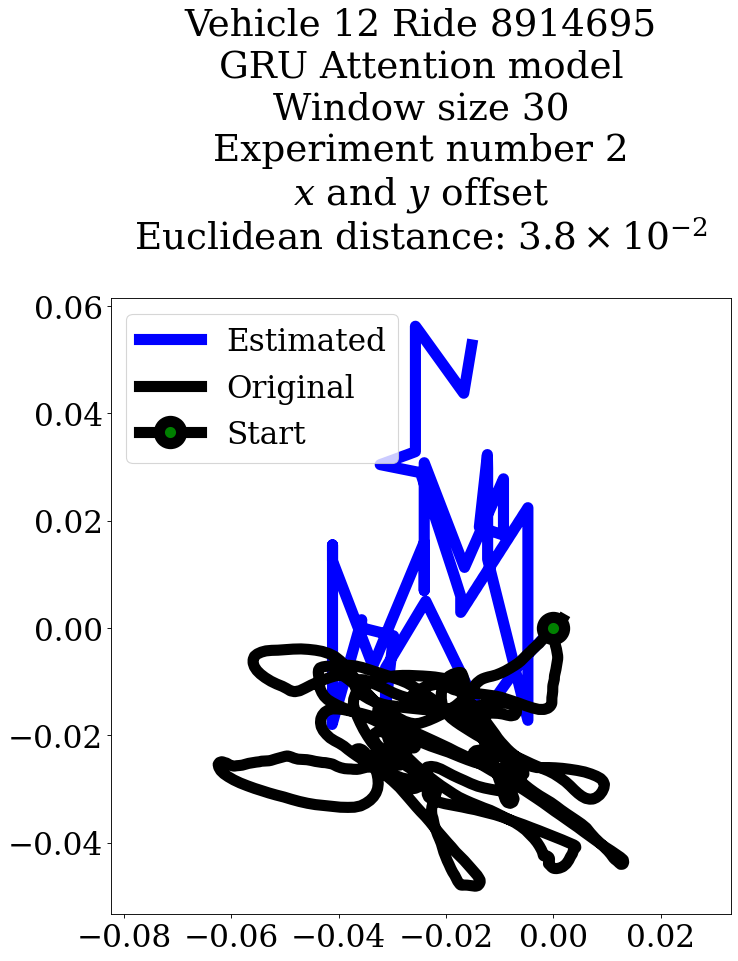 Vehicle 12 Ride 8914695
GRU Attention model
Window size 30
Experiment number 2
x and y offset
Euclidean distance: 3.8 × 10⁻²
Estimated
Original
Start
0.06
0.04
0.02
0.00
−0.02
−0.04
−0.08 −0.06 −0.04 −0.02 0.00 0.02